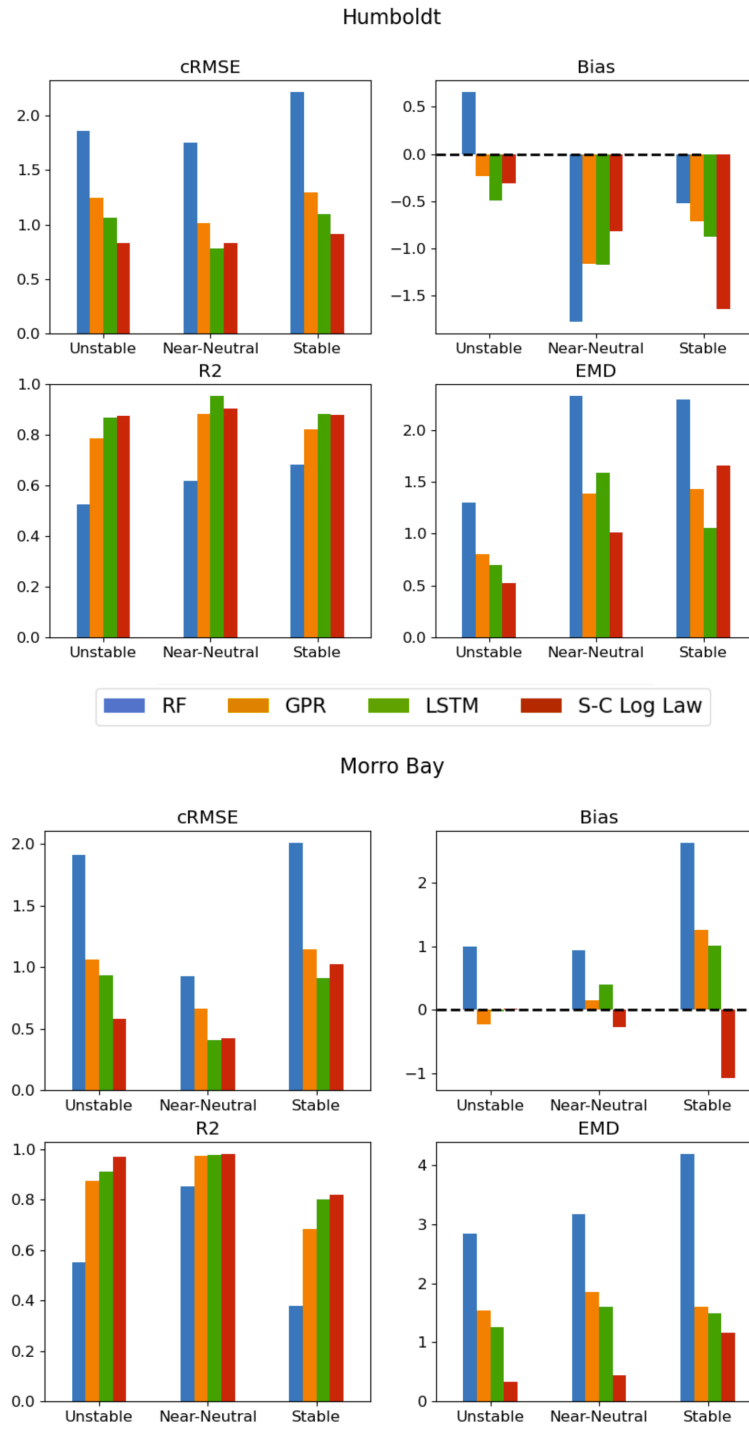 Humboldt
cRMSE
Bias
2.0
1.5
1.0
0.5
0.0
0.5
0.0
−0.5
−1.0
−1.5
Unstable Near-Neutral Stable
Unstable Near-Neutral Stable
R2
EMD
1.0
0.8
0.6
0.4
0.2
0.0
2.0
1.5
1.0
0.5
0.0
Unstable Near-Neutral Stable
Unstable Near-Neutral Stable
RF GPR LSTM S-C Log Law
Morro Bay
cRMSE
Bias
2.0
1.5
1.0
0.5
0.0
2
1
0
−1
Unstable Near-Neutral Stable
Unstable Near-Neutral Stable
R2
EMD
1.0
0.8
0.6
0.4
0.2
0.0
4
3
2
1
0
Unstable Near-Neutral Stable
Unstable Near-Neutral Stable